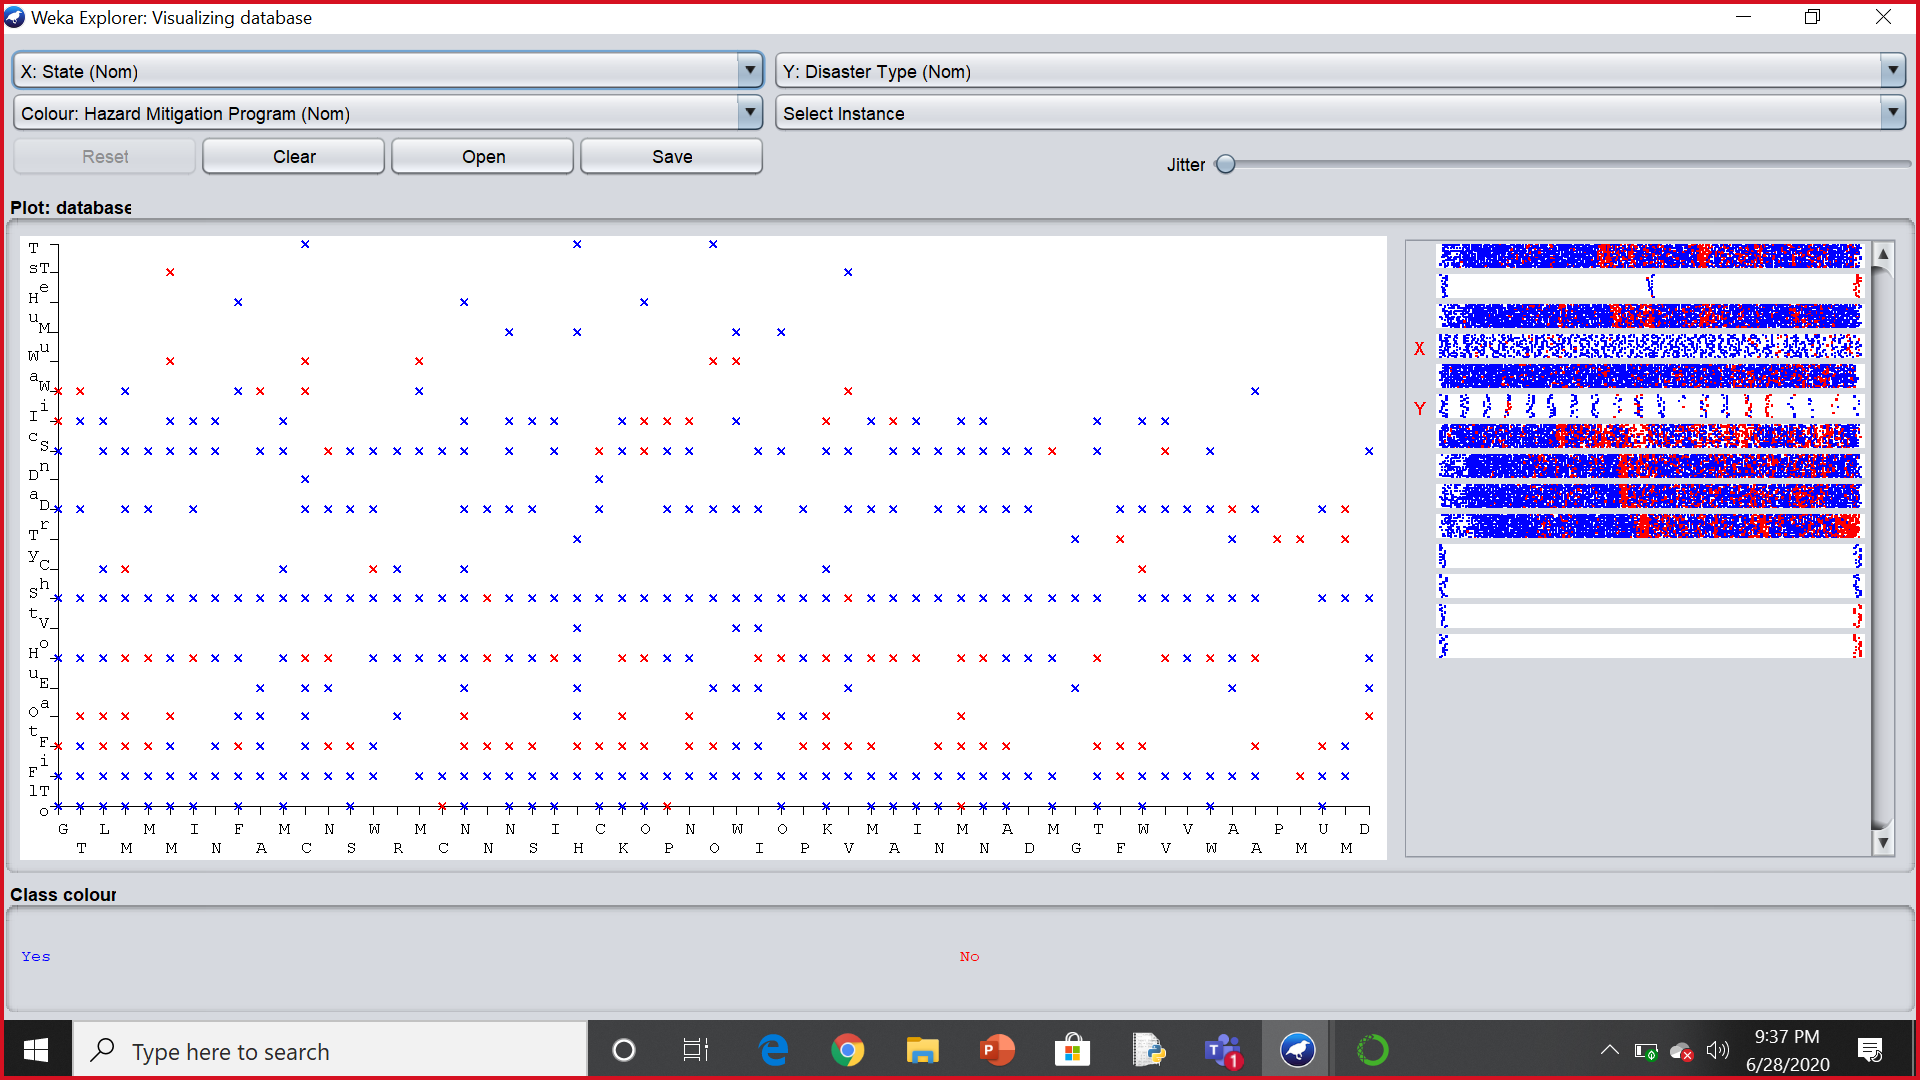 Weka Explorer: Visualizing database
X: State (Nom)
Y: Disaster Type (Nom)
Colour: Hazard Mitigation Program (Nom)
Select Instance
Reset
Clear
Open
Save
Jitter
Plot: database
T
sT
e
H
u
M
u
W
a
W
i
I
c
S
n
D
a
D
r
T
y
C
h
S
t
V
o
H
u
E
a
o
t
F
i
Fl
T
o
G L M I F M N W M N N I C O N W O K M I M A M T W V A P U D
T M M N A C S R C N S H K P O I P V A N N D G F V W A M M
X
Y
Class colour
Yes
No
Type here to search
9:37 PM
6/28/2020
1